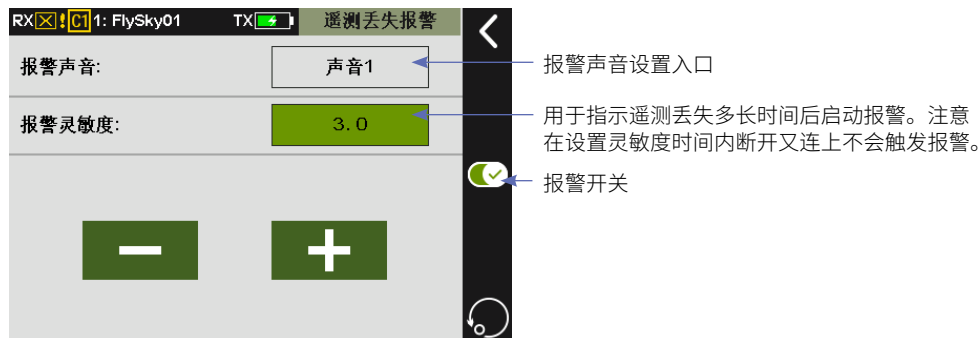 RX C1 1: FlySky01 TX 遥测丢失报警
报警声音: 声音1
报警声音设置入口
报警灵敏度: 3.0
用于指示遥测丢失多长时间后启动报警。注意
在设置灵敏度时间内断开又连上不会触发报警。
报警开关